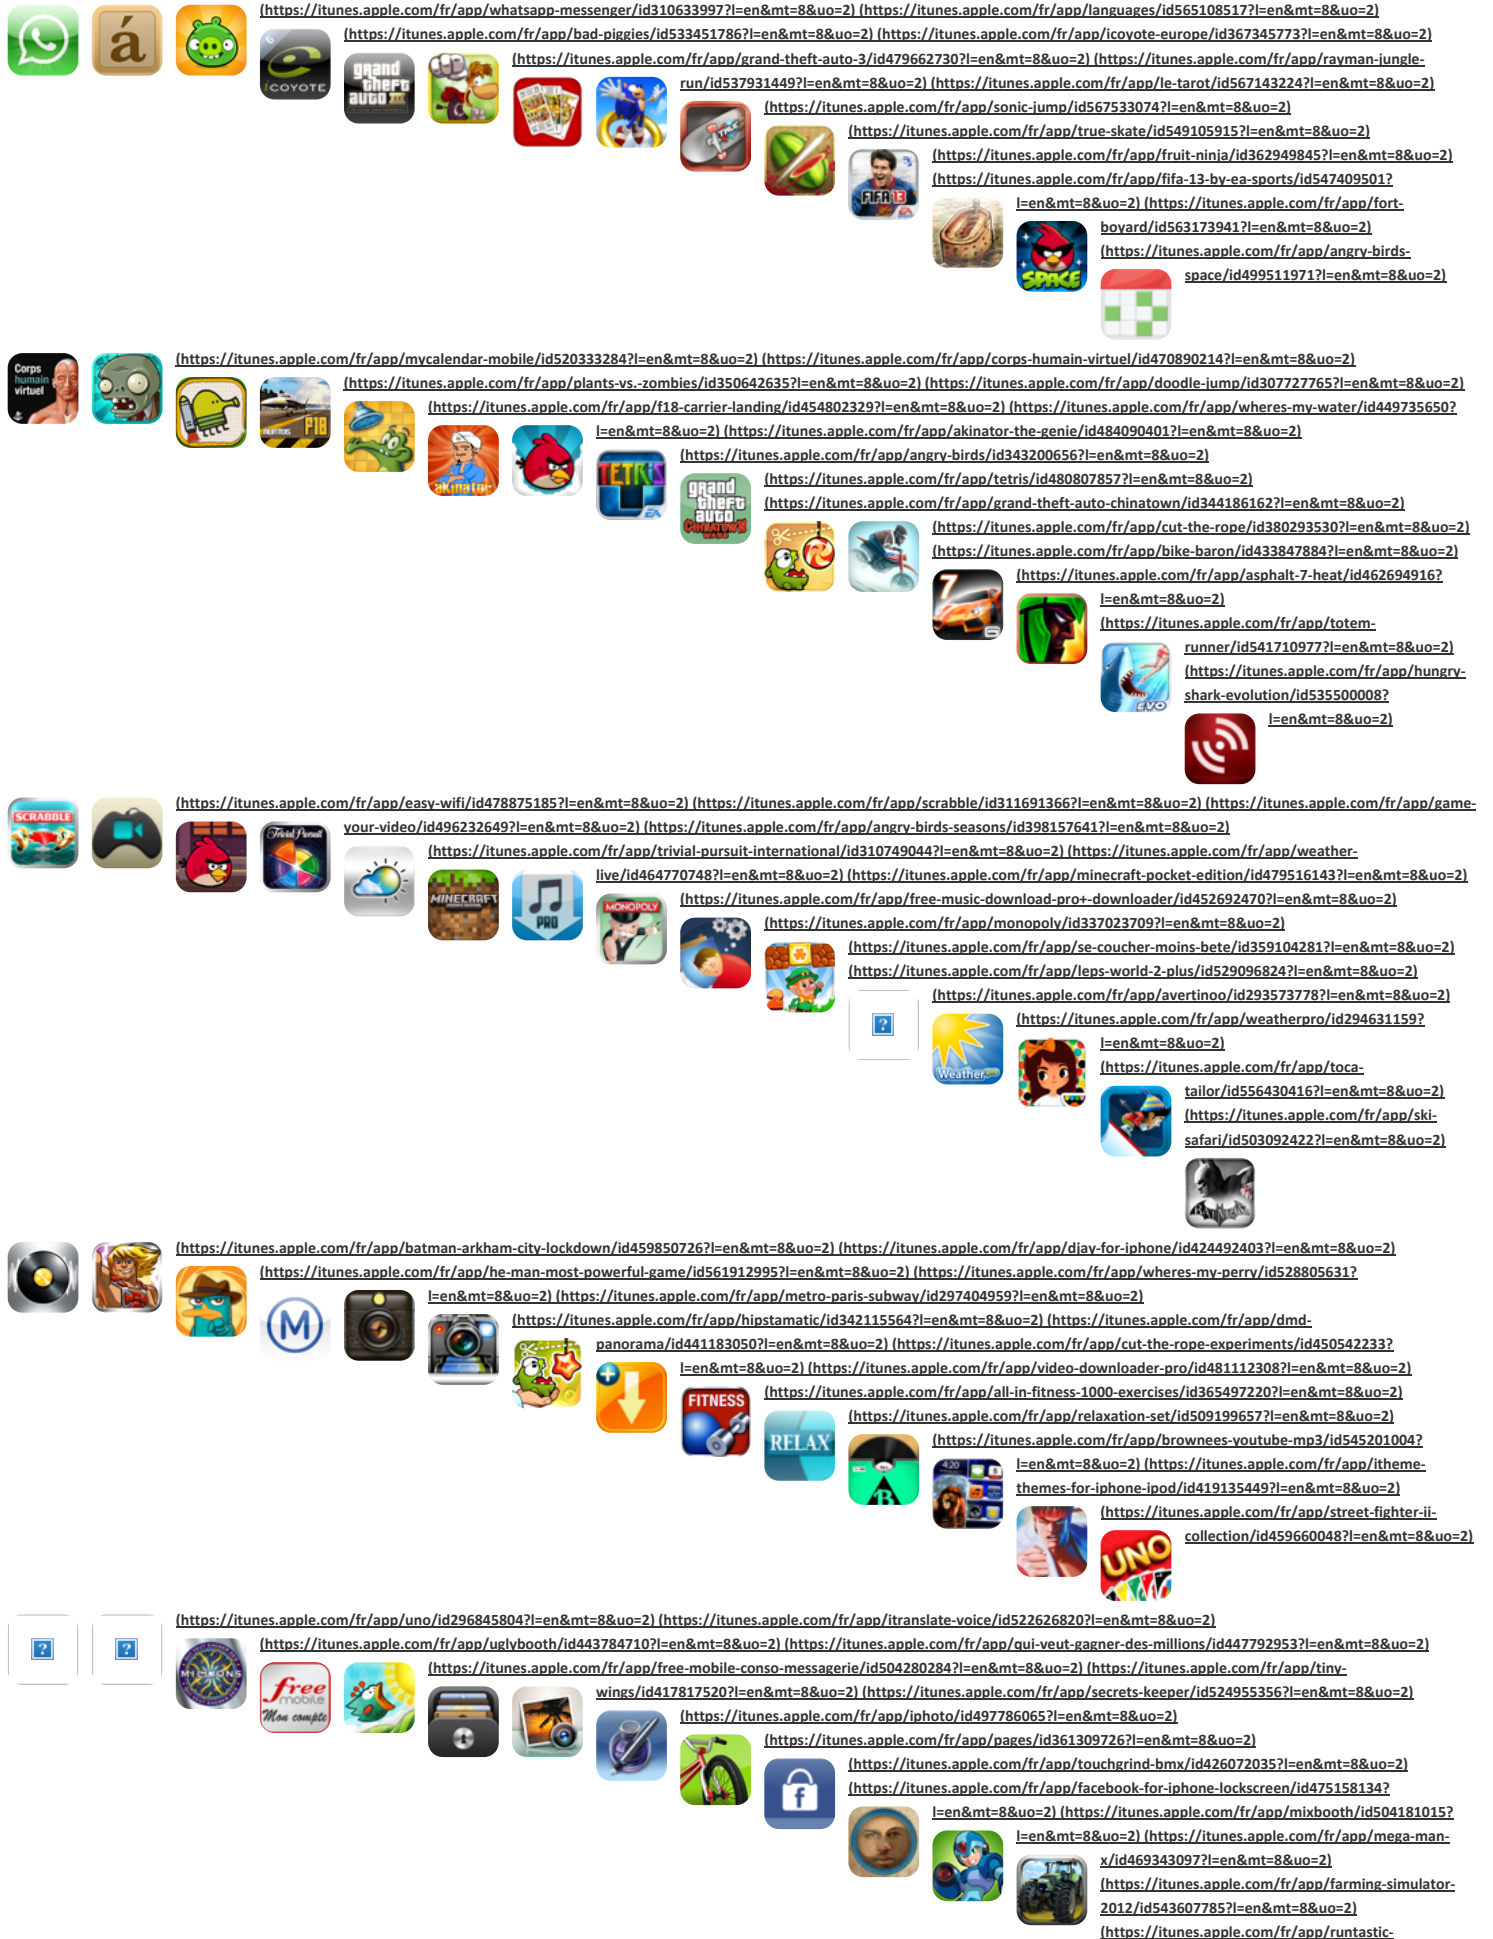 (https://itunes.apple.com/fr/app/whatsapp-messenger/id310633997?l=en&mt=8&uo=2) (https://itunes.apple.com/fr/app/languages/id565108517?l=en&mt=8&uo=2)
á
(https://itunes.apple.com/fr/app/bad-piggies/id533451786?l=en&mt=8&uo=2) (https://itunes.apple.com/fr/app/icoyote-europe/id367345773?l=en&mt=8&uo=2)
6
iCOYOTE
(https://itunes.apple.com/fr/app/grand-theft-auto-3/id479662730?l=en&mt=8&uo=2) (https://itunes.apple.com/fr/app/rayman-jungle-
grand theft auto III
run/id537931449?l=en&mt=8&uo=2) (https://itunes.apple.com/fr/app/le-tarot/id567143224?l=en&mt=8&uo=2)
(https://itunes.apple.com/fr/app/sonic-jump/id567533074?l=en&mt=8&uo=2)
TRUE
(https://itunes.apple.com/fr/app/true-skate/id549105915?l=en&mt=8&uo=2)
(https://itunes.apple.com/fr/app/fruit-ninja/id362949845?l=en&mt=8&uo=2)
(https://itunes.apple.com/fr/app/fifa-13-by-ea-sports/id547409501?
FIFA 13
EA
l=en&mt=8&uo=2) (https://itunes.apple.com/fr/app/fort-
boyard/id563173941?l=en&mt=8&uo=2)
(https://itunes.apple.com/fr/app/angry-birds-
SPACE
space/id499511971?l=en&mt=8&uo=2)
Corps humain virtuel
(https://itunes.apple.com/fr/app/mycalendar-mobile/id520333284?l=en&mt=8&uo=2) (https://itunes.apple.com/fr/app/corps-humain-virtuel/id470890214?l=en&mt=8&uo=2)
(https://itunes.apple.com/fr/app/plants-vs.-zombies/id350642635?l=en&mt=8&uo=2) (https://itunes.apple.com/fr/app/doodle-jump/id307727765?l=en&mt=8&uo=2)
F18
(https://itunes.apple.com/fr/app/f18-carrier-landing/id454802329?l=en&mt=8&uo=2) (https://itunes.apple.com/fr/app/wheres-my-water/id449735650?
l=en&mt=8&uo=2) (https://itunes.apple.com/fr/app/akinator-the-genie/id484090401?l=en&mt=8&uo=2)
akinator
(https://itunes.apple.com/fr/app/angry-birds/id343200656?l=en&mt=8&uo=2)
TETRIS
EA
(https://itunes.apple.com/fr/app/tetris/id480807857?l=en&mt=8&uo=2)
(https://itunes.apple.com/fr/app/grand-theft-auto-chinatown/id344186162?l=en&mt=8&uo=2)
grand theft auto CHINATOWN WARS
(https://itunes.apple.com/fr/app/cut-the-rope/id380293530?l=en&mt=8&uo=2)
(https://itunes.apple.com/fr/app/bike-baron/id433847884?l=en&mt=8&uo=2)
(https://itunes.apple.com/fr/app/asphalt-7-heat/id462694916?
7
l=en&mt=8&uo=2)
(https://itunes.apple.com/fr/app/totem-
runner/id541710977?l=en&mt=8&uo=2)
(https://itunes.apple.com/fr/app/hungry-
shark-evolution/id535500008?
EVO
l=en&mt=8&uo=2)
SCRABBLE
(https://itunes.apple.com/fr/app/easy-wifi/id478875185?l=en&mt=8&uo=2) (https://itunes.apple.com/fr/app/scrabble/id311691366?l=en&mt=8&uo=2) (https://itunes.apple.com/fr/app/game-
your-video/id496232649?l=en&mt=8&uo=2) (https://itunes.apple.com/fr/app/angry-birds-seasons/id398157641?l=en&mt=8&uo=2)
Trivial Pursuit
(https://itunes.apple.com/fr/app/trivial-pursuit-international/id310749044?l=en&mt=8&uo=2) (https://itunes.apple.com/fr/app/weather-
live/id464770748?l=en&mt=8&uo=2) (https://itunes.apple.com/fr/app/minecraft-pocket-edition/id479516143?l=en&mt=8&uo=2)
MINECRAFT
PRO
(https://itunes.apple.com/fr/app/free-music-download-pro+-downloader/id452692470?l=en&mt=8&uo=2)
MONOPOLY
(https://itunes.apple.com/fr/app/monopoly/id337023709?l=en&mt=8&uo=2)
(https://itunes.apple.com/fr/app/se-coucher-moins-bete/id359104281?l=en&mt=8&uo=2)
(https://itunes.apple.com/fr/app/leps-world-2-plus/id529096824?l=en&mt=8&uo=2)
2
(https://itunes.apple.com/fr/app/avertinoo/id293573778?l=en&mt=8&uo=2)
?
(https://itunes.apple.com/fr/app/weatherpro/id294631159?
Weather
l=en&mt=8&uo=2)
(https://itunes.apple.com/fr/app/toca-
tailor/id556430416?l=en&mt=8&uo=2)
(https://itunes.apple.com/fr/app/ski-
safari/id503092422?l=en&mt=8&uo=2)
BATMAN
(https://itunes.apple.com/fr/app/batman-arkham-city-lockdown/id459850726?l=en&mt=8&uo=2) (https://itunes.apple.com/fr/app/djay-for-iphone/id424492403?l=en&mt=8&uo=2)
(https://itunes.apple.com/fr/app/he-man-most-powerful-game/id561912995?l=en&mt=8&uo=2) (https://itunes.apple.com/fr/app/wheres-my-perry/id528805631?
M
l=en&mt=8&uo=2) (https://itunes.apple.com/fr/app/metro-paris-subway/id297404959?l=en&mt=8&uo=2)
(https://itunes.apple.com/fr/app/hipstamatic/id342115564?l=en&mt=8&uo=2) (https://itunes.apple.com/fr/app/dmd-
panorama/id441183050?l=en&mt=8&uo=2) (https://itunes.apple.com/fr/app/cut-the-rope-experiments/id450542233?
l=en&mt=8&uo=2) (https://itunes.apple.com/fr/app/video-downloader-pro/id481112308?l=en&mt=8&uo=2)
FITNESS
(https://itunes.apple.com/fr/app/all-in-fitness-1000-exercises/id365497220?l=en&mt=8&uo=2)
RELAX
(https://itunes.apple.com/fr/app/relaxation-set/id509199657?l=en&mt=8&uo=2)
B
(https://itunes.apple.com/fr/app/brownees-youtube-mp3/id545201004?
4:20
l=en&mt=8&uo=2) (https://itunes.apple.com/fr/app/itheme-
themes-for-iphone-ipod/id419135449?l=en&mt=8&uo=2)
(https://itunes.apple.com/fr/app/street-fighter-ii-
collection/id459660048?l=en&mt=8&uo=2)
UNO
?
?
(https://itunes.apple.com/fr/app/uno/id296845804?l=en&mt=8&uo=2) (https://itunes.apple.com/fr/app/itranslate-voice/id522626820?l=en&mt=8&uo=2)
MILLIONS
(https://itunes.apple.com/fr/app/uglybooth/id443784710?l=en&mt=8&uo=2) (https://itunes.apple.com/fr/app/qui-veut-gagner-des-millions/id447792953?l=en&mt=8&uo=2)
free mobile Mon compte
(https://itunes.apple.com/fr/app/free-mobile-conso-messagerie/id504280284?l=en&mt=8&uo=2) (https://itunes.apple.com/fr/app/tiny-
wings/id417817520?l=en&mt=8&uo=2) (https://itunes.apple.com/fr/app/secrets-keeper/id524955356?l=en&mt=8&uo=2)
(https://itunes.apple.com/fr/app/iphoto/id497786065?l=en&mt=8&uo=2)
(https://itunes.apple.com/fr/app/pages/id361309726?l=en&mt=8&uo=2)
f
(https://itunes.apple.com/fr/app/touchgrind-bmx/id426072035?l=en&mt=8&uo=2)
(https://itunes.apple.com/fr/app/facebook-for-iphone-lockscreen/id475158134?
l=en&mt=8&uo=2) (https://itunes.apple.com/fr/app/mixbooth/id504181015?
l=en&mt=8&uo=2) (https://itunes.apple.com/fr/app/mega-man-
x/id469343097?l=en&mt=8&uo=2)
(https://itunes.apple.com/fr/app/farming-simulator-
2012/id543607785?l=en&mt=8&uo=2)
(https://itunes.apple.com/fr/app/runtastic-